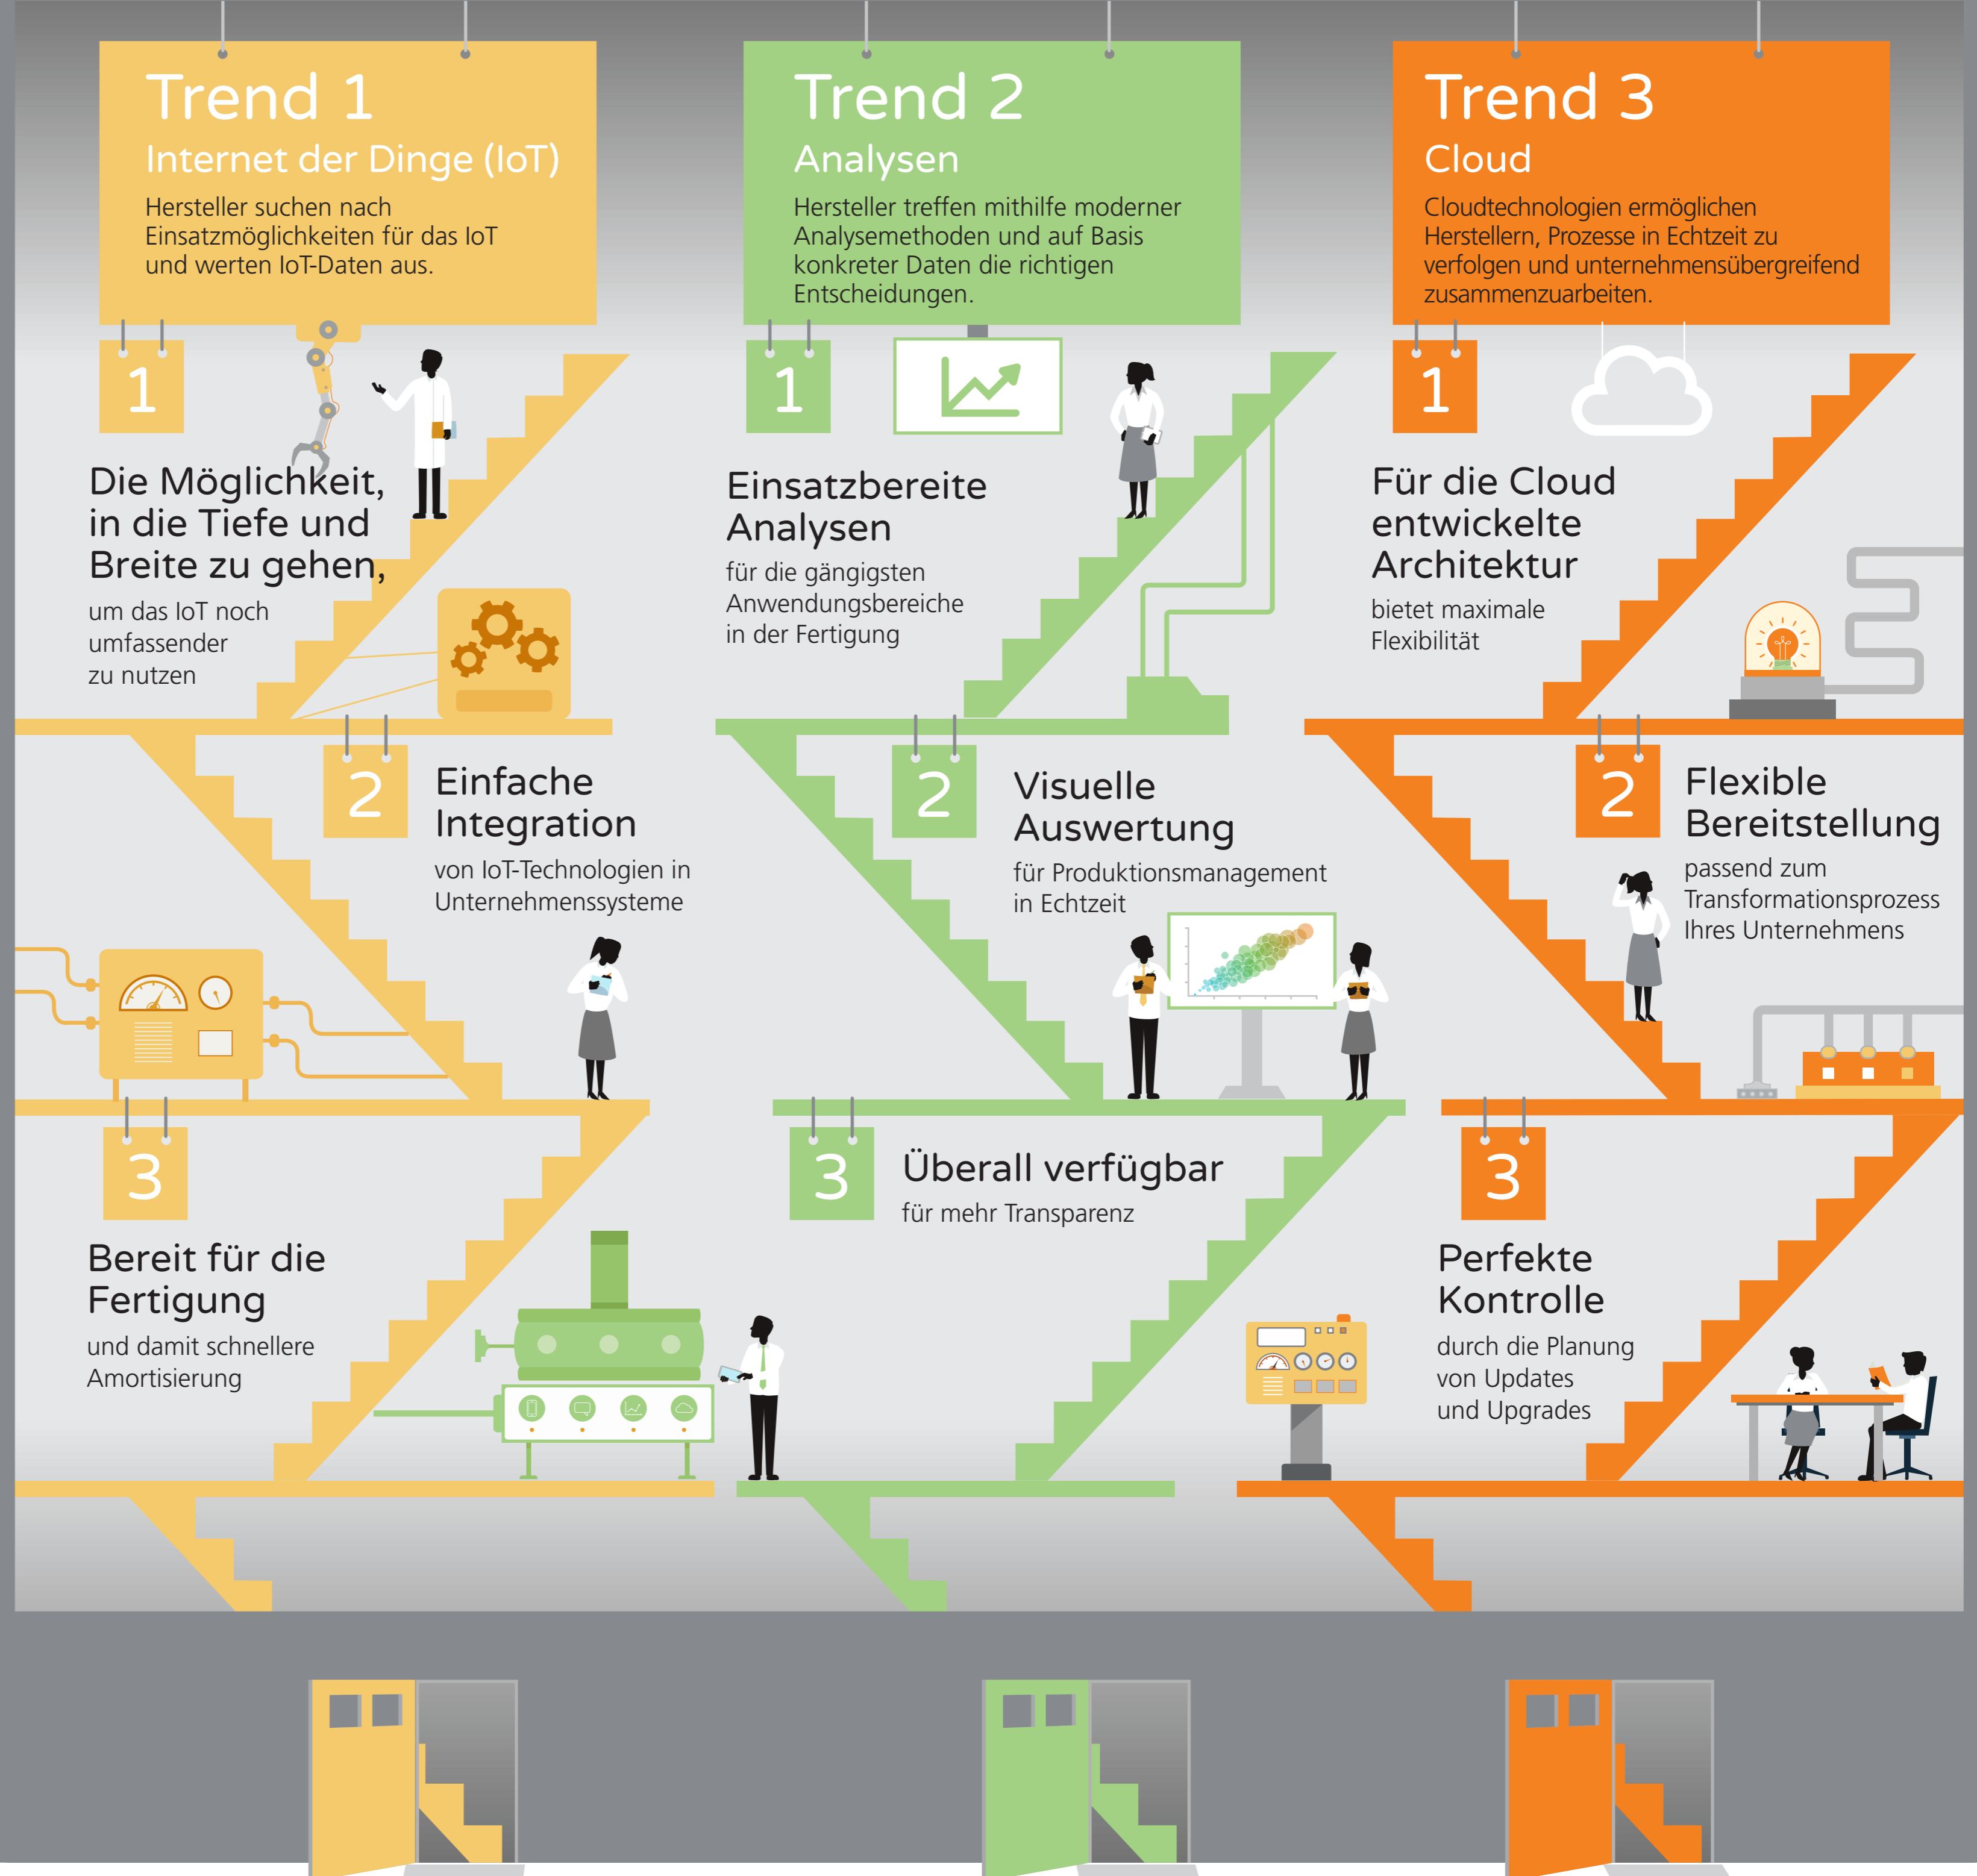 Trend 1
Internet der Dinge (IoT)
Hersteller suchen nach
Einsatzmöglichkeiten für das IoT
und werten IoT-Daten aus.
1
Die Möglichkeit,
in die Tiefe und
Breite zu gehen,
um das IoT noch
umfassender
zu nutzen
2
Einfache
Integration
von IoT-Technologien in
Unternehmenssysteme
3
Bereit für die
Fertigung
und damit schnellere
Amortisierung
Trend 2
Analysen
Hersteller treffen mithilfe moderner
Analysemethoden und auf Basis
konkreter Daten die richtigen
Entscheidungen.
1
Einsatzbereite
Analysen
für die gängigsten
Anwendungsbereiche
in der Fertigung
2
Visuelle
Auswertung
für Produktionsmanagement
in Echtzeit
3
Überall verfügbar
für mehr Transparenz
Trend 3
Cloud
Cloudtechnologien ermöglichen
Herstellern, Prozesse in Echtzeit zu
verfolgen und unternehmensübergreifend
zusammenzuarbeiten.
1
Für die Cloud
entwickelte
Architektur
bietet maximale
Flexibilität
2
Flexible
Bereitstellung
passend zum
Transformationsprozess
Ihres Unternehmens
3
Perfekte
Kontrolle
durch die Planung
von Updates
und Upgrades